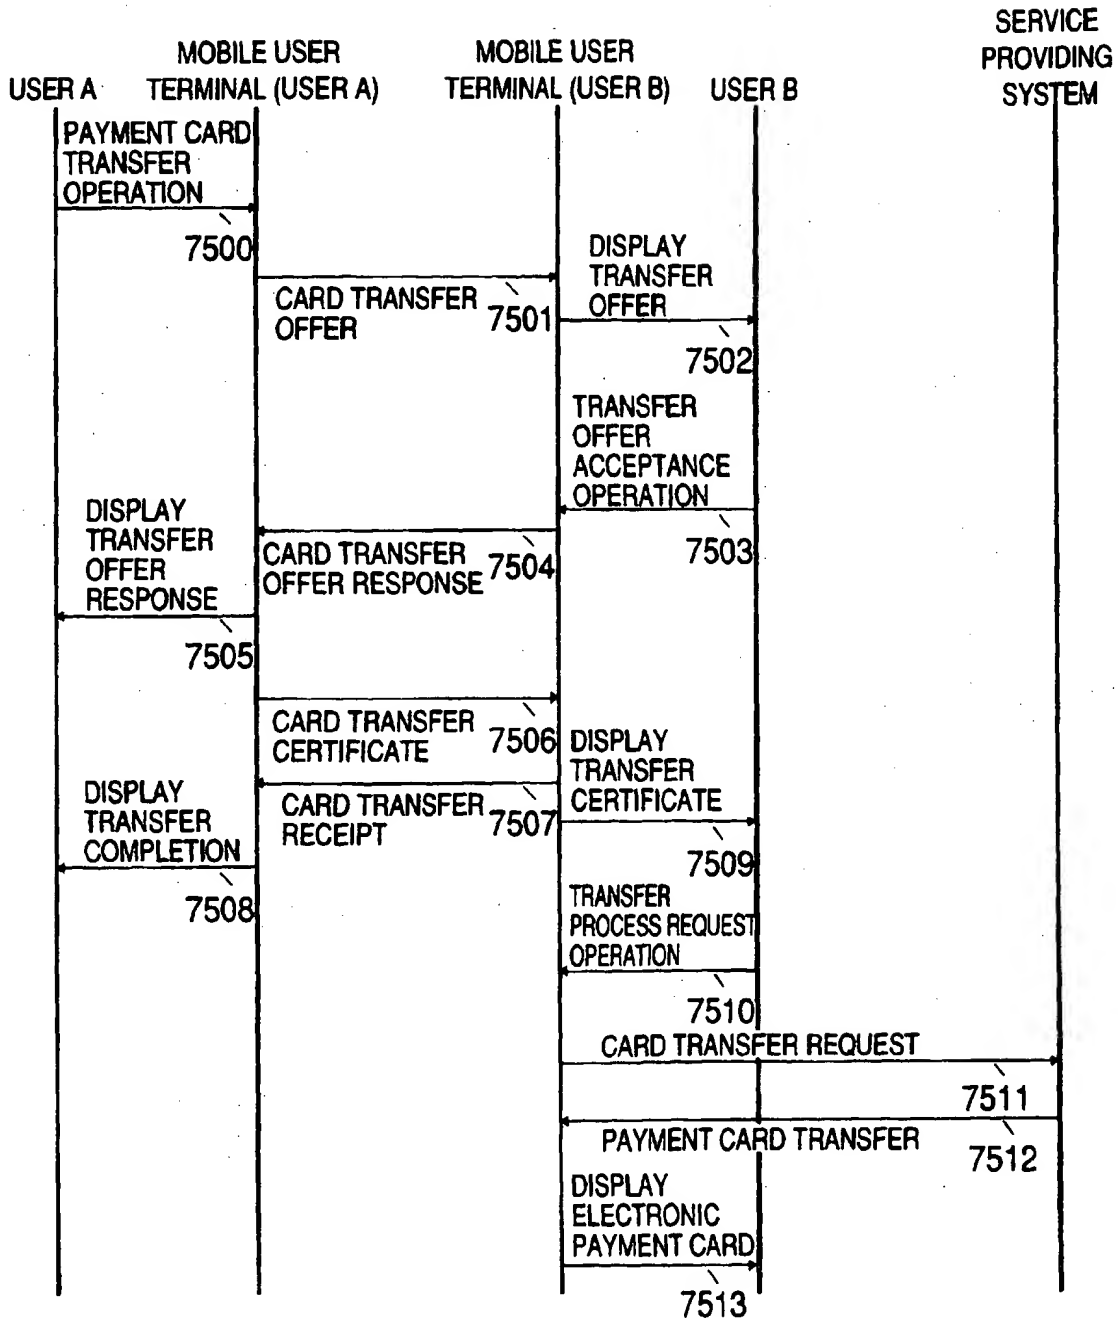 SERVICE
PROVIDING
SYSTEM
MOBILE USER
TERMINAL (USER A)
MOBILE USER
TERMINAL (USER B)
USER A
USER B
PAYMENT CARD
TRANSFER
OPERATION
7500
CARD TRANSFER
OFFER
7501
DISPLAY
TRANSFER
OFFER
7502
TRANSFER
OFFER
ACCEPTANCE
OPERATION
7503
CARD TRANSFER
OFFER RESPONSE
7504
DISPLAY
TRANSFER
OFFER
RESPONSE
7505
CARD TRANSFER
CERTIFICATE
7506
CARD TRANSFER
RECEIPT
7507
DISPLAY
TRANSFER
COMPLETION
7508
DISPLAY
TRANSFER
CERTIFICATE
7509
TRANSFER
PROCESS REQUEST
OPERATION
7510
CARD TRANSFER REQUEST
7511
PAYMENT CARD TRANSFER
7512
DISPLAY
ELECTRONIC
PAYMENT CARD
7513